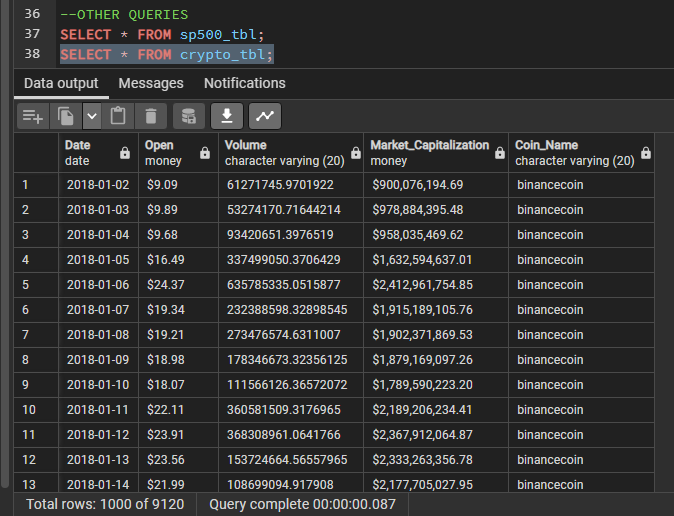 36 --OTHER QUERIES
37 SELECT * FROM sp500_tbl;
38 SELECT * FROM crypto_tbl;
Data output Messages Notifications
Date Open Volume Market_Capitalization Coin_Name
date money character varying (20) money character varying (20)
1 2018-01-02 $9.09 61271745.9701922 $900,076,194.69 binancecoin
2 2018-01-03 $9.89 53274170.71644214 $978,884,395.48 binancecoin
3 2018-01-04 $9.68 93420651.3976519 $958,035,469.62 binancecoin
4 2018-01-05 $16.49 337499050.3706429 $1,632,594,637.01 binancecoin
5 2018-01-06 $24.37 635785335.0515877 $2,412,961,754.85 binancecoin
6 2018-01-07 $19.34 232388598.32898545 $1,915,189,105.76 binancecoin
7 2018-01-08 $19.21 273476574.6311007 $1,902,371,869.53 binancecoin
8 2018-01-09 $18.98 178346673.32356125 $1,879,169,097.26 binancecoin
9 2018-01-10 $18.07 111566126.36572072 $1,789,590,223.20 binancecoin
10 2018-01-11 $22.11 360581509.3176965 $2,189,206,234.41 binancecoin
11 2018-01-12 $23.91 368308961.0641766 $2,367,912,064.87 binancecoin
12 2018-01-13 $23.56 153724664.56557965 $2,333,263,356.78 binancecoin
13 2018-01-14 $21.99 108699094.917908 $2,177,705,027.95 binancecoin
Total rows: 1000 of 9120 Query complete 00:00:00.087